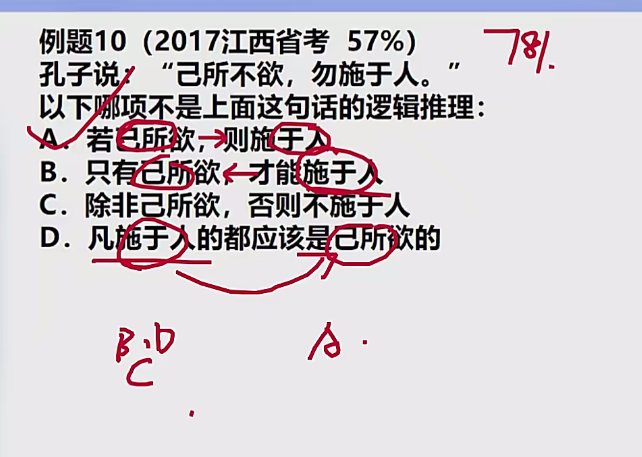 例题10（2017江西省考 57%）
78%
孔子说：“己所不欲，勿施于人。”
以下哪项不是上面这句话的逻辑推理：
A．若己所欲，则施于人
B．只有己所欲，才能施于人
C．除非己所欲，否则不施于人
D．凡施于人的都应该是己所欲的
B、D
A
C